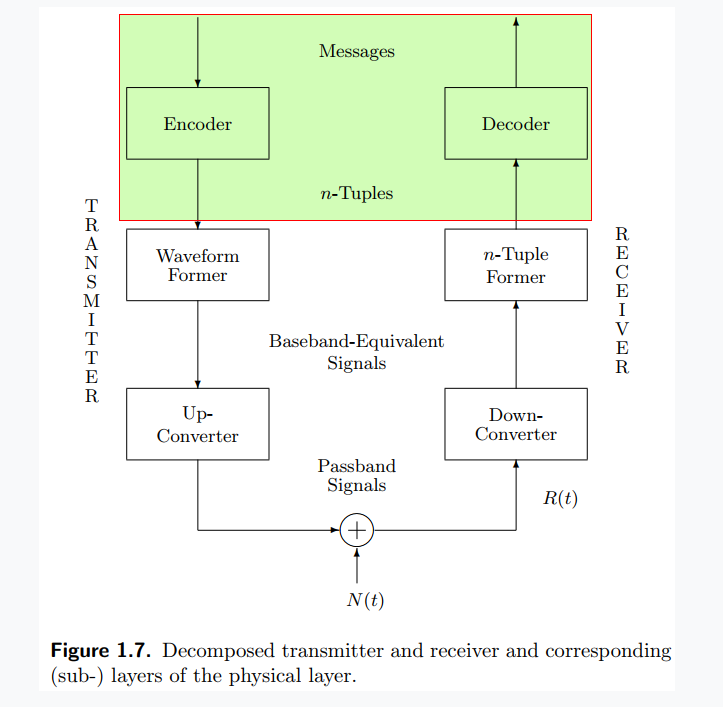 Messages
Encoder
Decoder
n-Tuples
TRANSMITTER
Waveform
Former
n-Tuple
Former
RECEIVER
Baseband-Equivalent
Signals
Up-
Converter
Down-
Converter
Passband
Signals
R(t)
N(t)
Figure 1.7. Decomposed transmitter and receiver and corresponding
(sub-) layers of the physical layer.